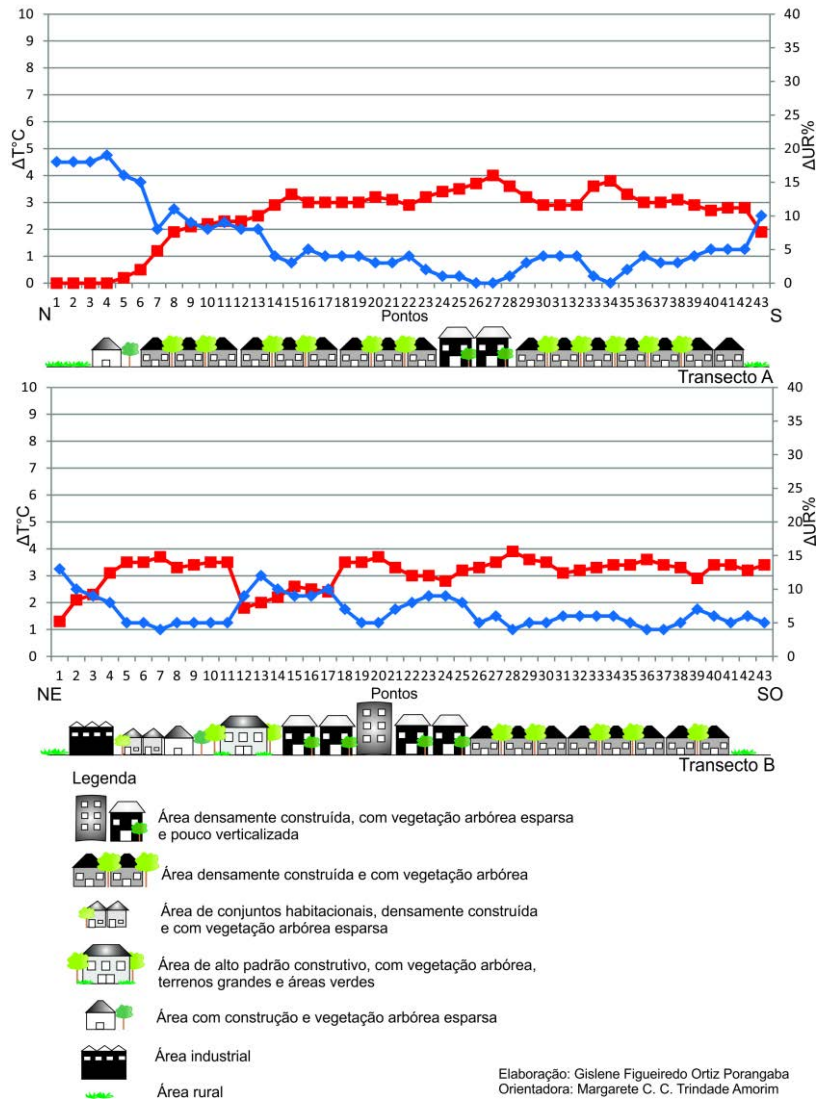 10 9 8 7 6 5 4 3 2 1 0
ΔT°C
40 35 30 25 20 15 10 5 0
ΔUR%
1 2 3 4 5 6 7 8 9 10 11 12 13 14 15 16 17 18 19 20 21 22 23 24 25 26 27 28 29 30 31 32 33 34 35 36 37 38 39 40 41 42 43
N Pontos S
Transecto A
10 9 8 7 6 5 4 3 2 1 0
ΔT°C
40 35 30 25 20 15 10 5 0
ΔUR%
1 2 3 4 5 6 7 8 9 10 11 12 13 14 15 16 17 18 19 20 21 22 23 24 25 26 27 28 29 30 31 32 33 34 35 36 37 38 39 40 41 42 43
NE Pontos SO
Transecto B
Legenda
Área densamente construída, com vegetação arbórea esparsa
e pouco verticalizada
Área densamente construída e com vegetação arbórea
Área de conjuntos habitacionais, densamente construída
e com vegetação arbórea esparsa
Área de alto padrão construtivo, com vegetação arbórea,
terrenos grandes e áreas verdes
Área com construção e vegetação arbórea esparsa
Área industrial
Área rural
Elaboração: Gislene Figueiredo Ortiz Porangaba
Orientadora: Margarete C. C. Trindade Amorim